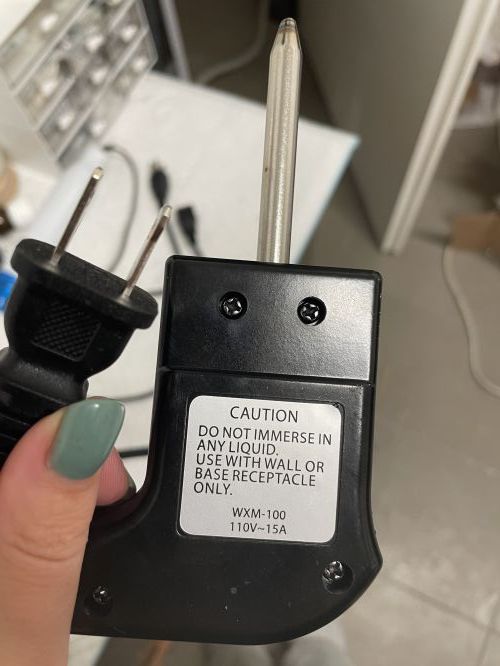 CAUTION
DO NOT IMMERSE IN
ANY LIQUID.
USE WITH WALL OR
BASE RECEPTACLE
ONLY.
WXM-100
110V~15A